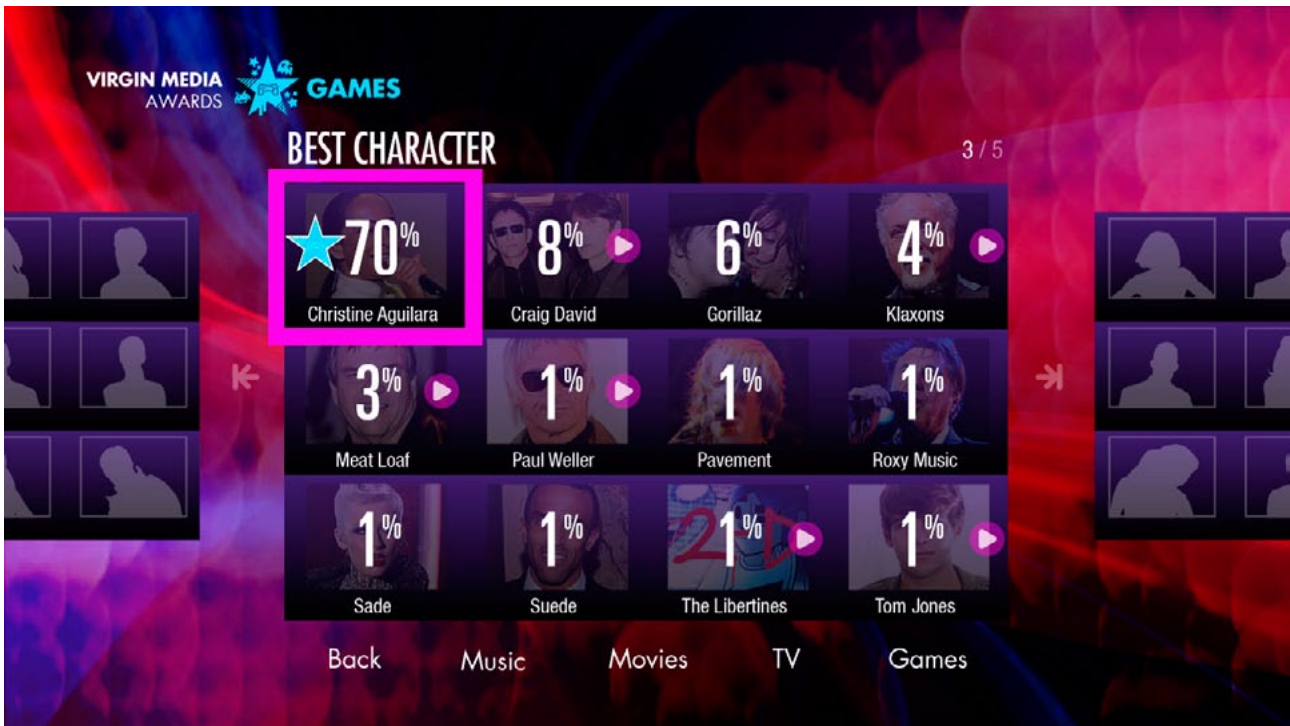 VIRGIN MEDIA
AWARDS
GAMES
BEST CHARACTER
3 / 5
70% 8% 6% 4%
Christine Aguilara Craig David Gorillaz Klaxons
3% 1% 1% 1%
Meat Loaf Paul Weller Pavement Roxy Music
1% 1% 1% 1%
2-D
Sade Suede The Libertines Tom Jones
Back Music Movies TV Games